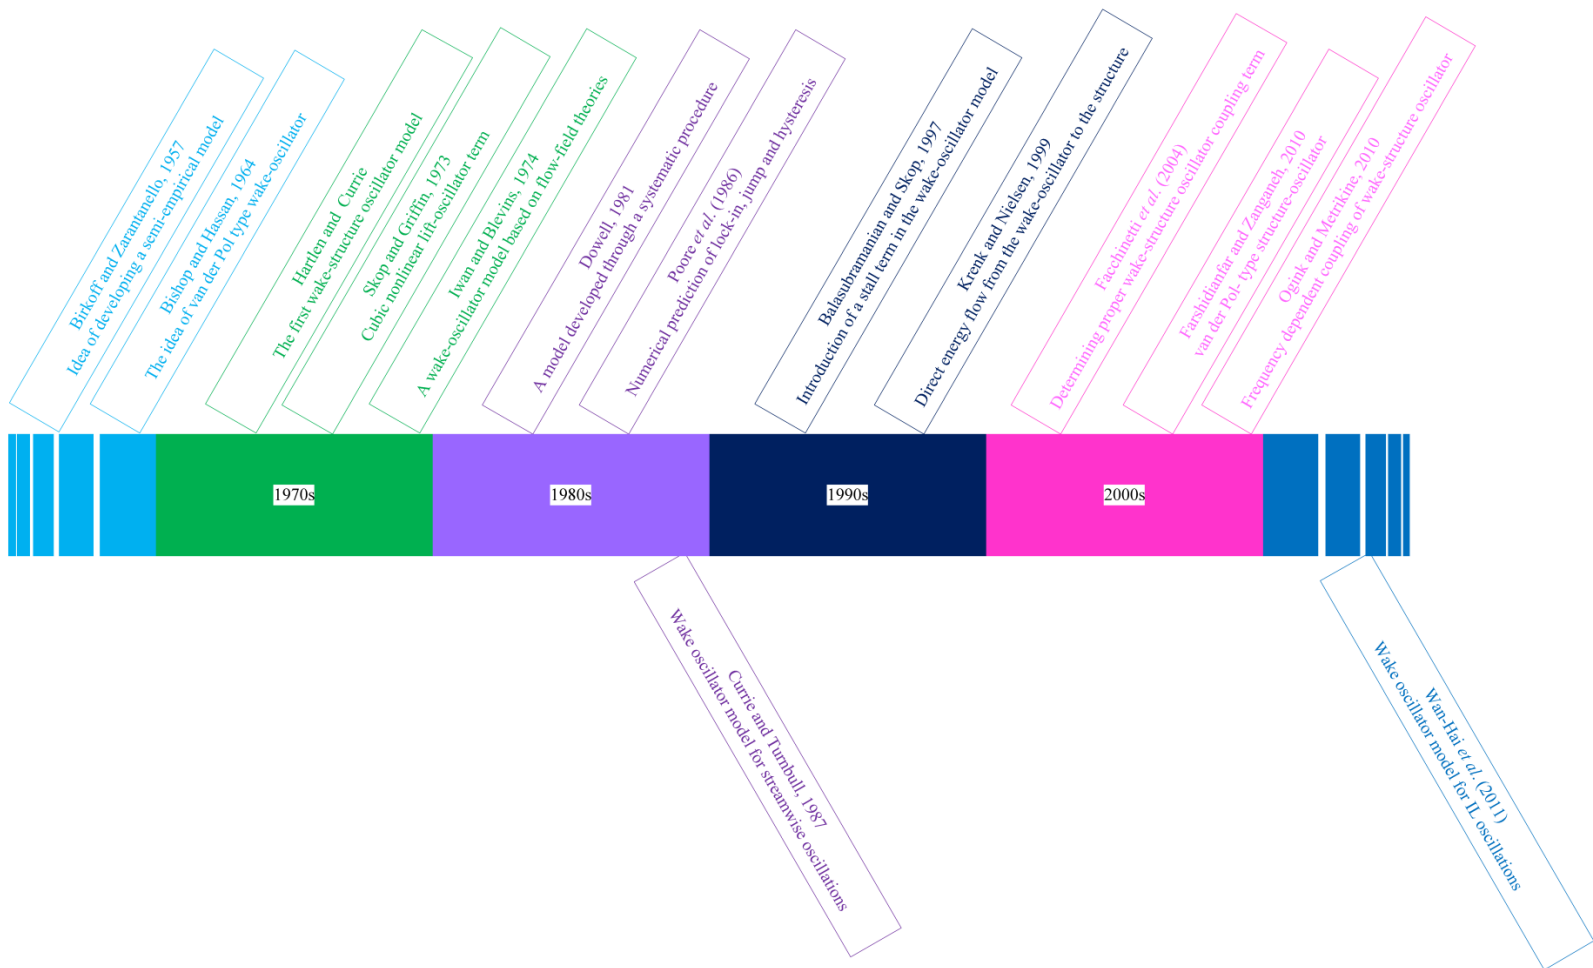 Birkoff and Zarantanello, 1957
Idea of developing a semi-empirical model
Bishop and Hassan, 1964
The idea of van der Pol type wake-oscillator
Hartlen and Currie
The first wake-structure oscillator model
Skop and Griffin, 1973
Cubic nonlinear lift-oscillator term
Iwan and Blevins, 1974
A wake-oscillator model based on flow-field theories
Dowell, 1981
A model developed through a systematic procedure
Poore et al. (1986)
Numerical prediction of lock-in, jump and hysteresis
Balasubramanian and Skop, 1997
Introduction of a stall term in the wake-oscillator model
Krenk and Nielsen, 1999
Direct energy flow from the wake-oscillator to the structure
Facchinetti et al. (2004)
Determining proper wake-structure oscillator coupling term
Farshidianfar and Zanganeh, 2010
van der Pol- type structure-oscillator
Ogink and Metrikine, 2010
Frequency dependent coupling of wake-structure oscillator
1970s
1980s
1990s
2000s
Currie and Turnbull, 1987
Wake oscillator model for streamwise oscillations
Wan-Hai et al. (2011)
Wake oscillator model for IL oscillations